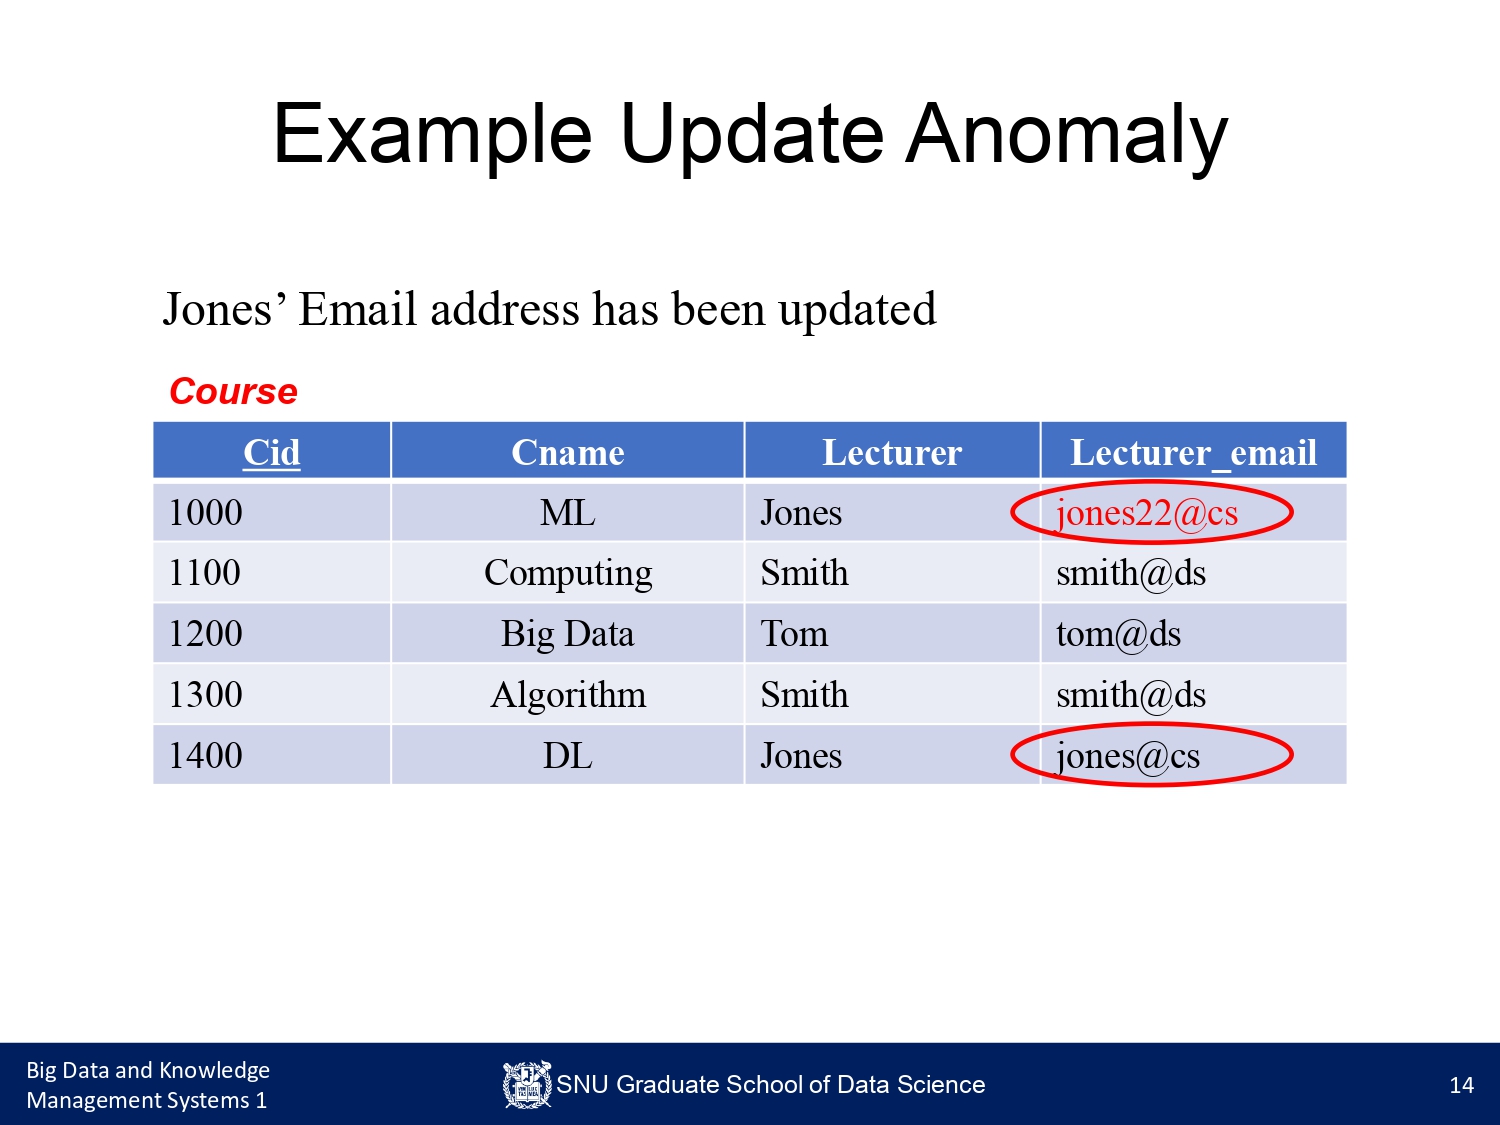 Example Update Anomaly
Jones’ Email address has been updated
Course
Cid Cname Lecturer Lecturer_email
1000 ML Jones jones22@cs
1100 Computing Smith smith@ds
1200 Big Data Tom tom@ds
1300 Algorithm Smith smith@ds
1400 DL Jones jones@cs
Big Data and Knowledge
Management Systems 1
SNU Graduate School of Data Science
14